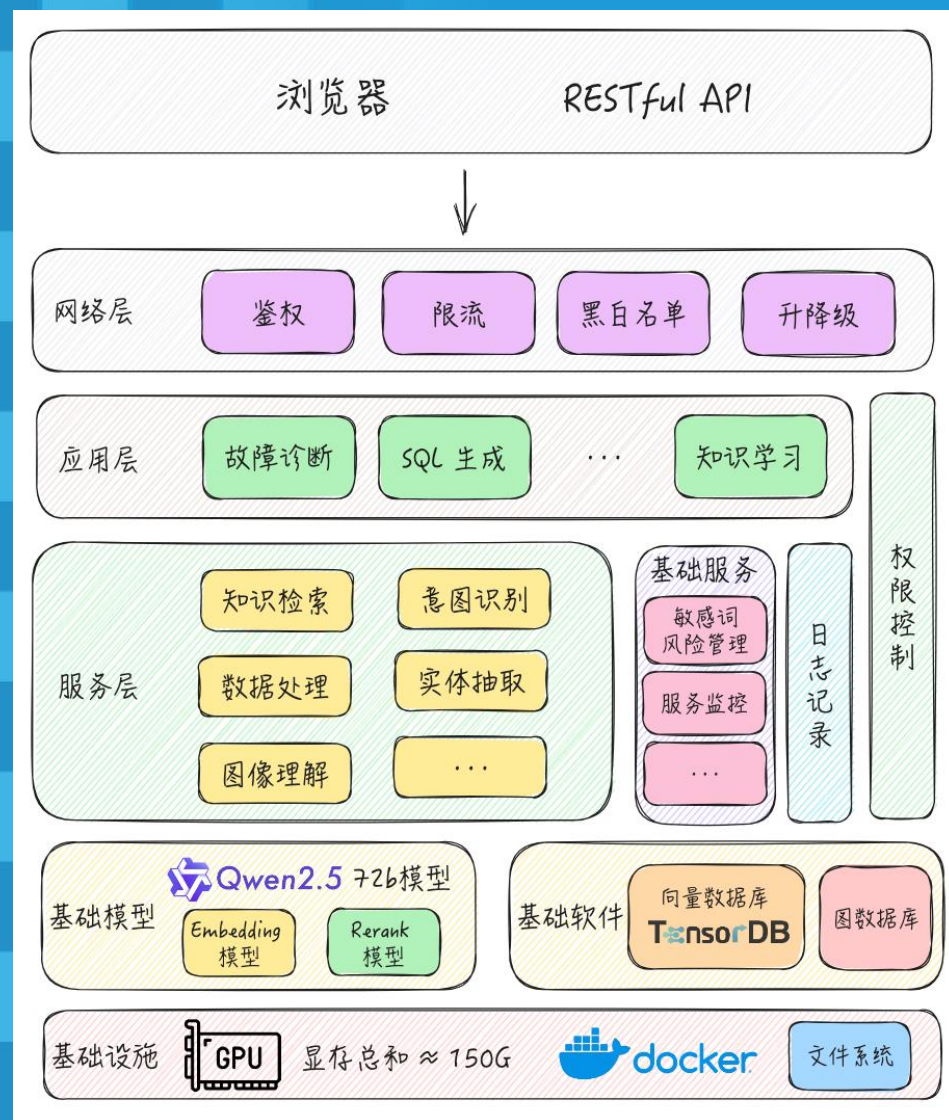 浏览器 RESTful API
网络层 鉴权 限流 黑白名单 升降级
应用层 故障诊断 SQL 生成 ... 知识学习
权限控制
服务层
知识检索 意图识别
数据处理 实体抽取
图像理解 ...
基础服务
敏感词
风险管理
服务监控
...
日志记录
基础模型
Qwen2.5 72b模型
Embedding
模型
Rerank
模型
基础软件
向量数据库
TensorDB
图数据库
基础设施 GPU 显存总和 ≈ 150G docker 文件系统